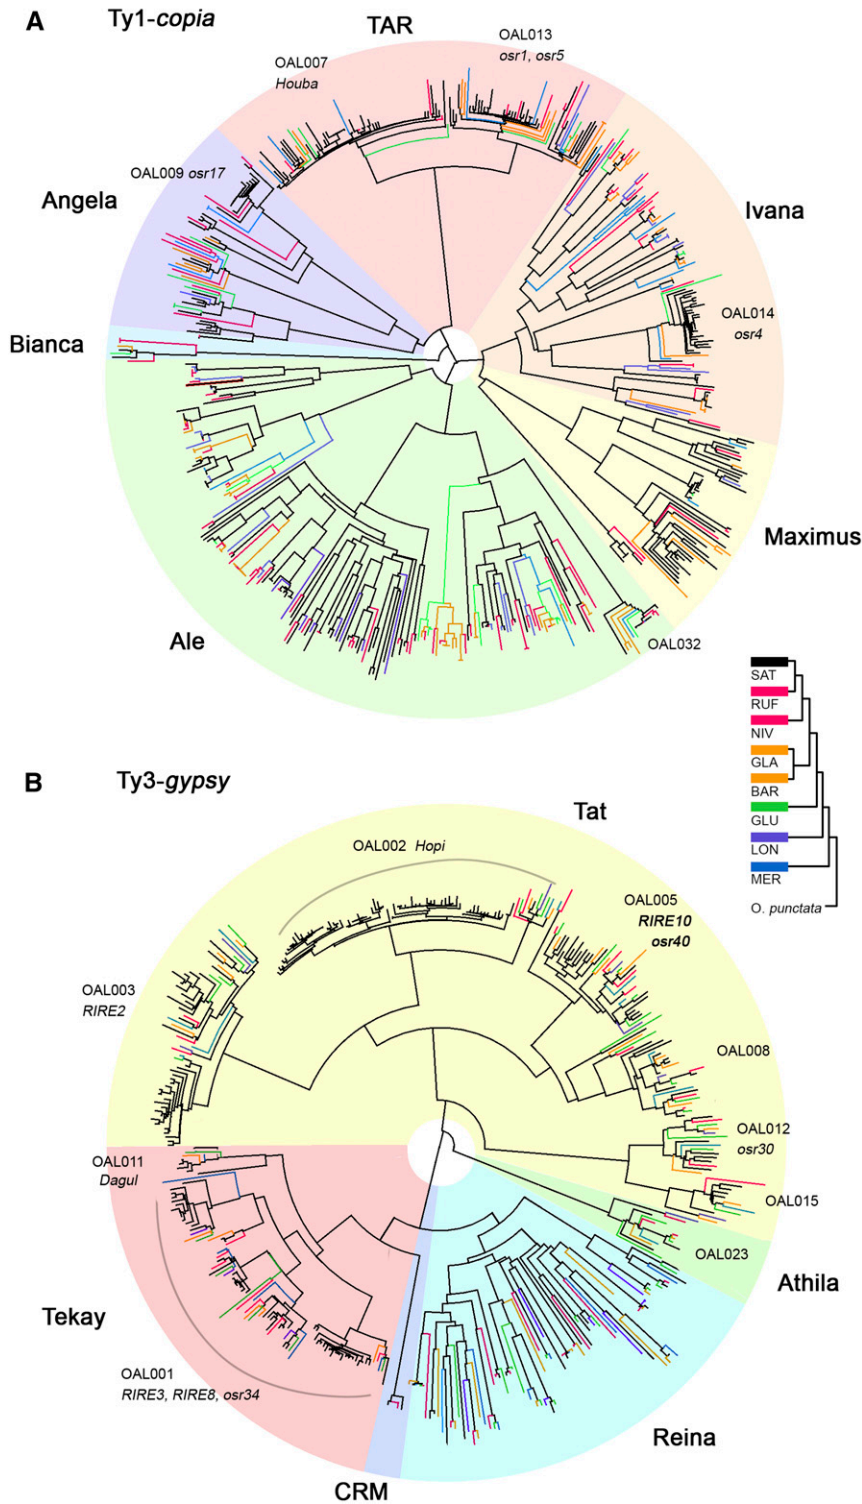 A
Ty1-copia
TAR
OAL007
Houba
OAL013
osr1, osr5
OAL009 osr17
Angela
Ivana
OAL014
osr4
Bianca
Maximus
Ale
OAL032
SAT
RUF
NIV
GLA
BAR
GLU
LON
MER
O. punctata
B
Ty3-gypsy
Tat
OAL002 Hopi
OAL005
RIRE10
osr40
OAL003
RIRE2
OAL008
OAL012
osr30
OAL011
Dagul
OAL015
OAL023
Athila
Tekay
OAL001
RIRE3, RIRE8, osr34
Reina
CRM